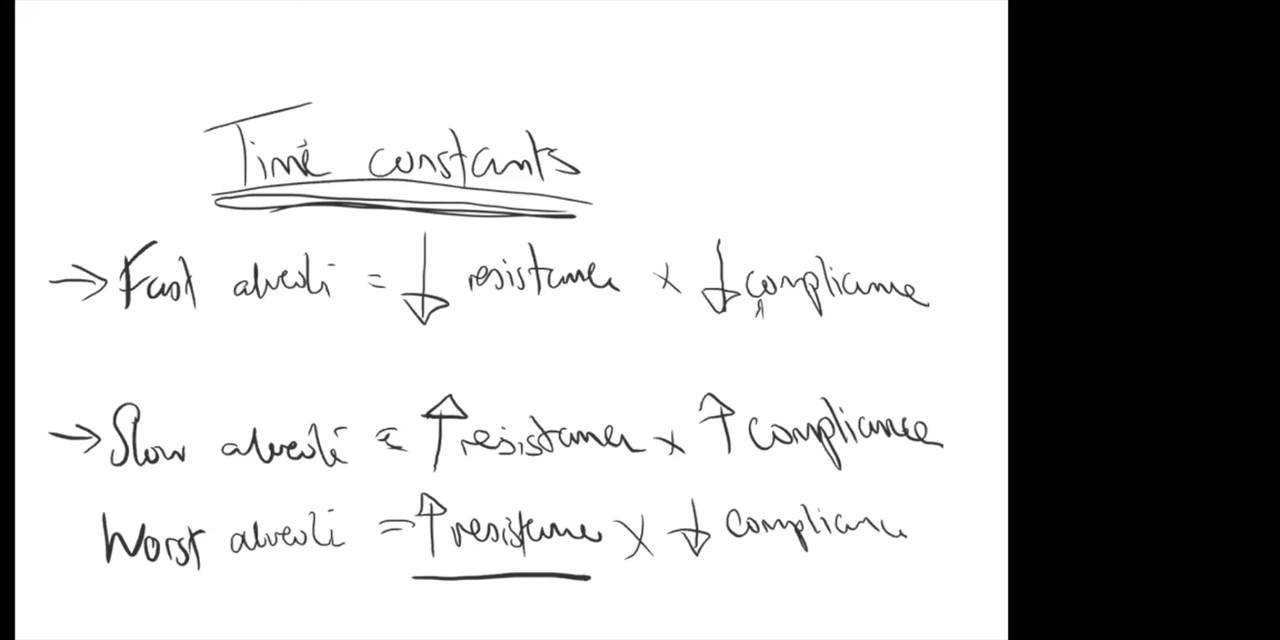 Time constants
→ Fast alveoli = ↓ resistance x ↓ compliance
→ Slow alveoli = ↑ resistance x ↑ compliance
Worst alveoli = ↑ resistance x ↓ compliance